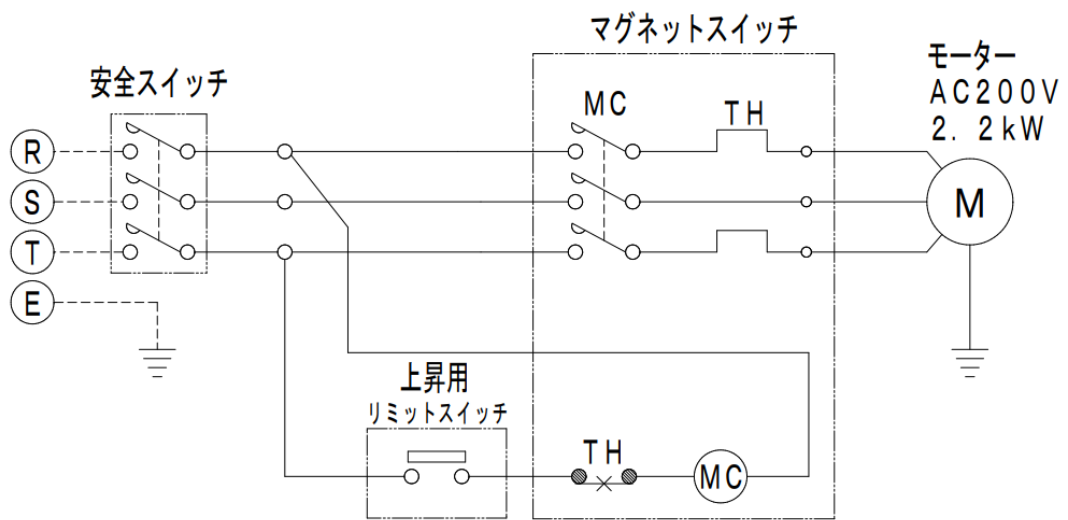 マグネットスイッチ
モーター
AC200V
2.2kW
安全スイッチ
MC
TH
R
S
T
E
M
上昇用
リミットスイッチ
TH
MC